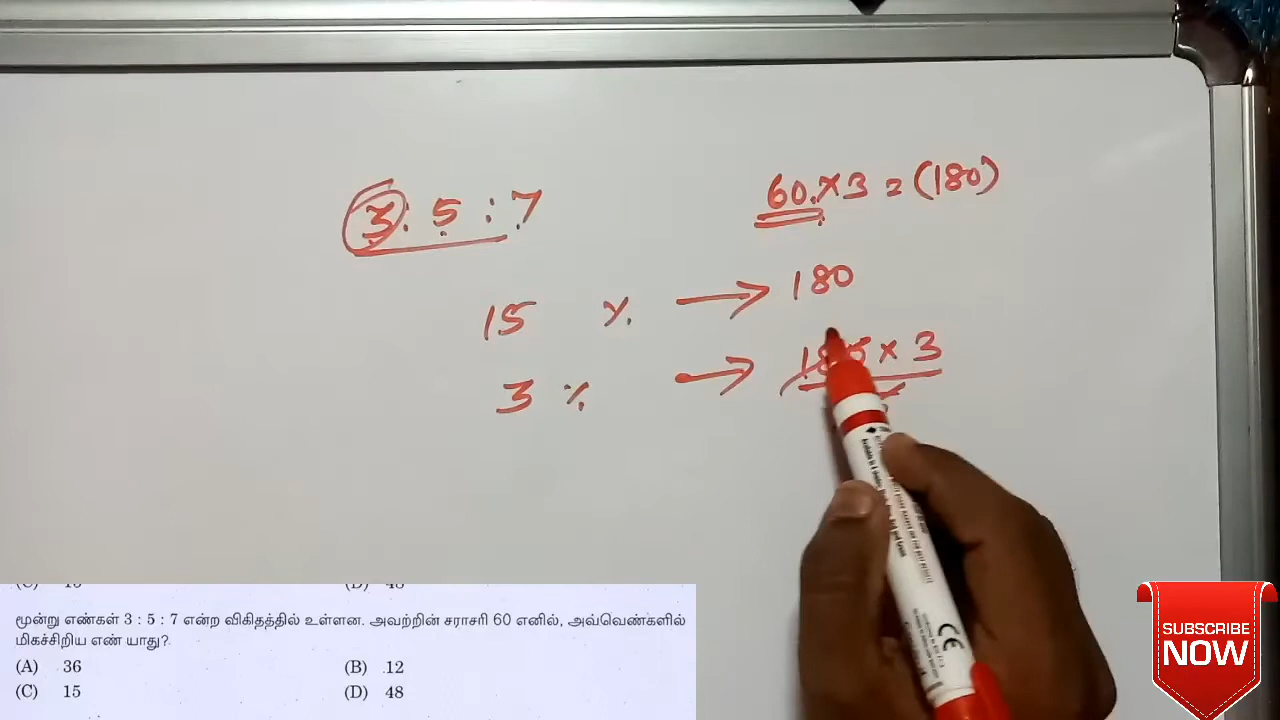 3 : 5 : 7
60 × 3 = (180)
15 % → 180
3 % → 180 × 3
மூன்று எண்கள் 3 : 5 : 7 என்ற விகிதத்தில் உள்ளன. அவற்றின் சராசரி 60 எனில், அவ்வெண்களில்
மிகச்சிறிய எண் யாது?
(A) 36 (B) 12
(C) 15 (D) 48
SUBSCRIBE
NOW
CE